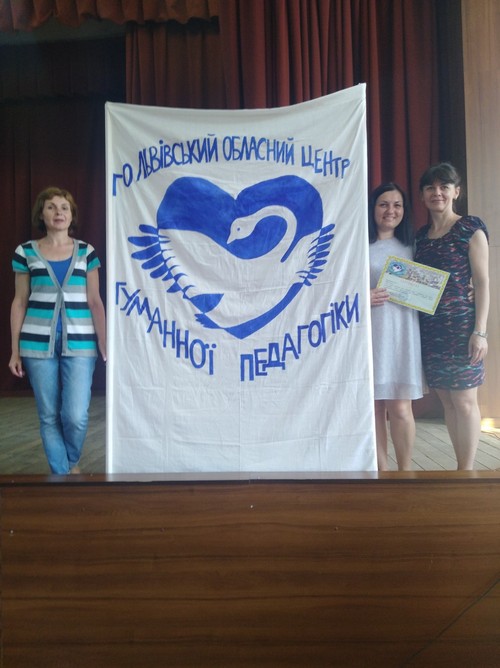 ГО ЛЬВІВСЬКИЙ ОБЛАСНИЙ ЦЕНТР
ГУМАННОЇ ПЕДАГОГІКИ